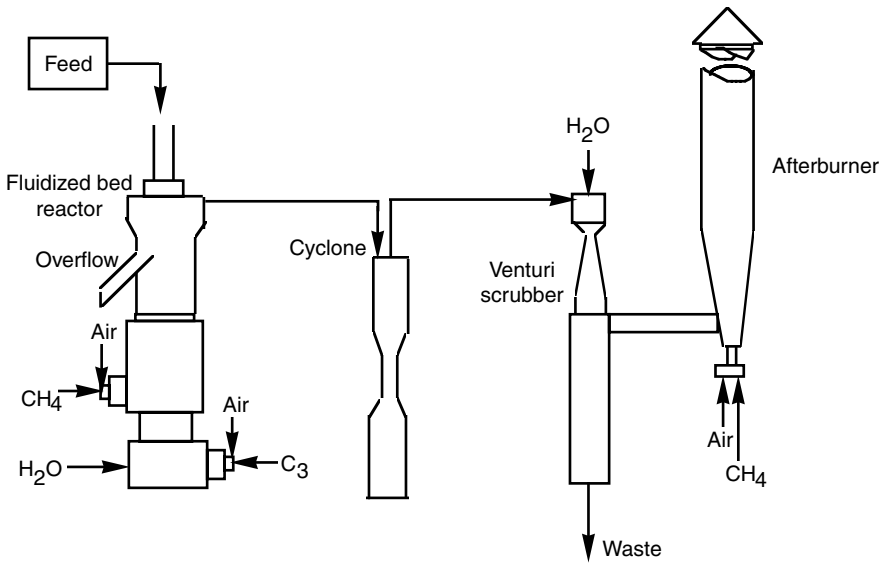 Feed
H2O
Afterburner
Fluidized bed
reactor
Overflow
Cyclone
Venturi
scrubber
Air
CH4
Air
H2O
C3
Air
CH4
Waste